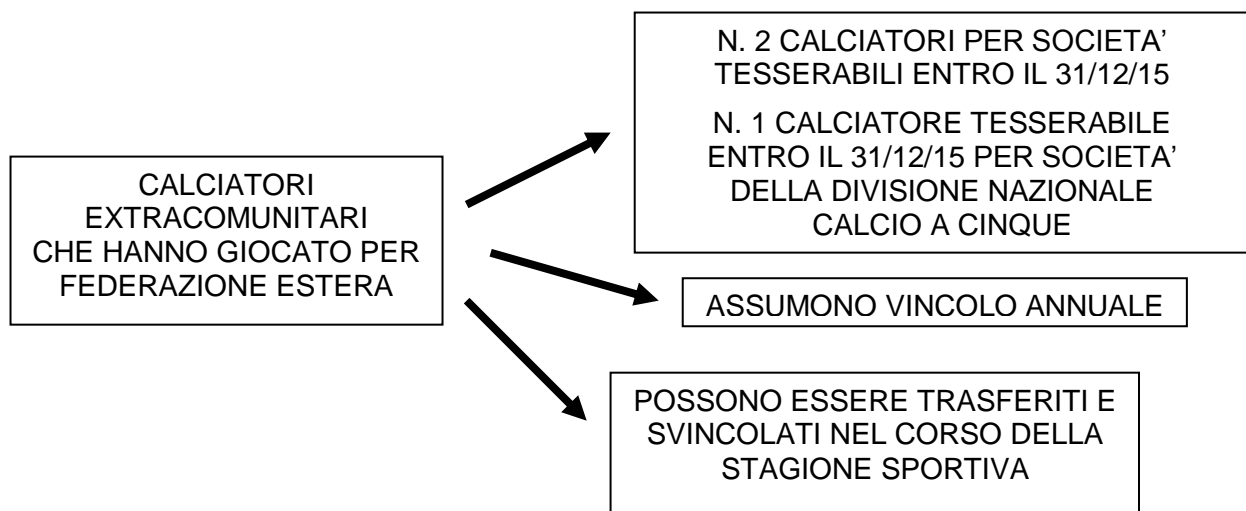 CALCIATORI
EXTRACOMUNITARI
CHE HANNO GIOCATO PER
FEDERAZIONE ESTERA
N. 2 CALCIATORI PER SOCIETA’
TESSERABILI ENTRO IL 31/12/15
N. 1 CALCIATORE TESSERABILE
ENTRO IL 31/12/15 PER SOCIETA’
DELLA DIVISIONE NAZIONALE
CALCIO A CINQUE
ASSUMONO VINCOLO ANNUALE
POSSONO ESSERE TRASFERITI E
SVINCOLATI NEL CORSO DELLA
STAGIONE SPORTIVA